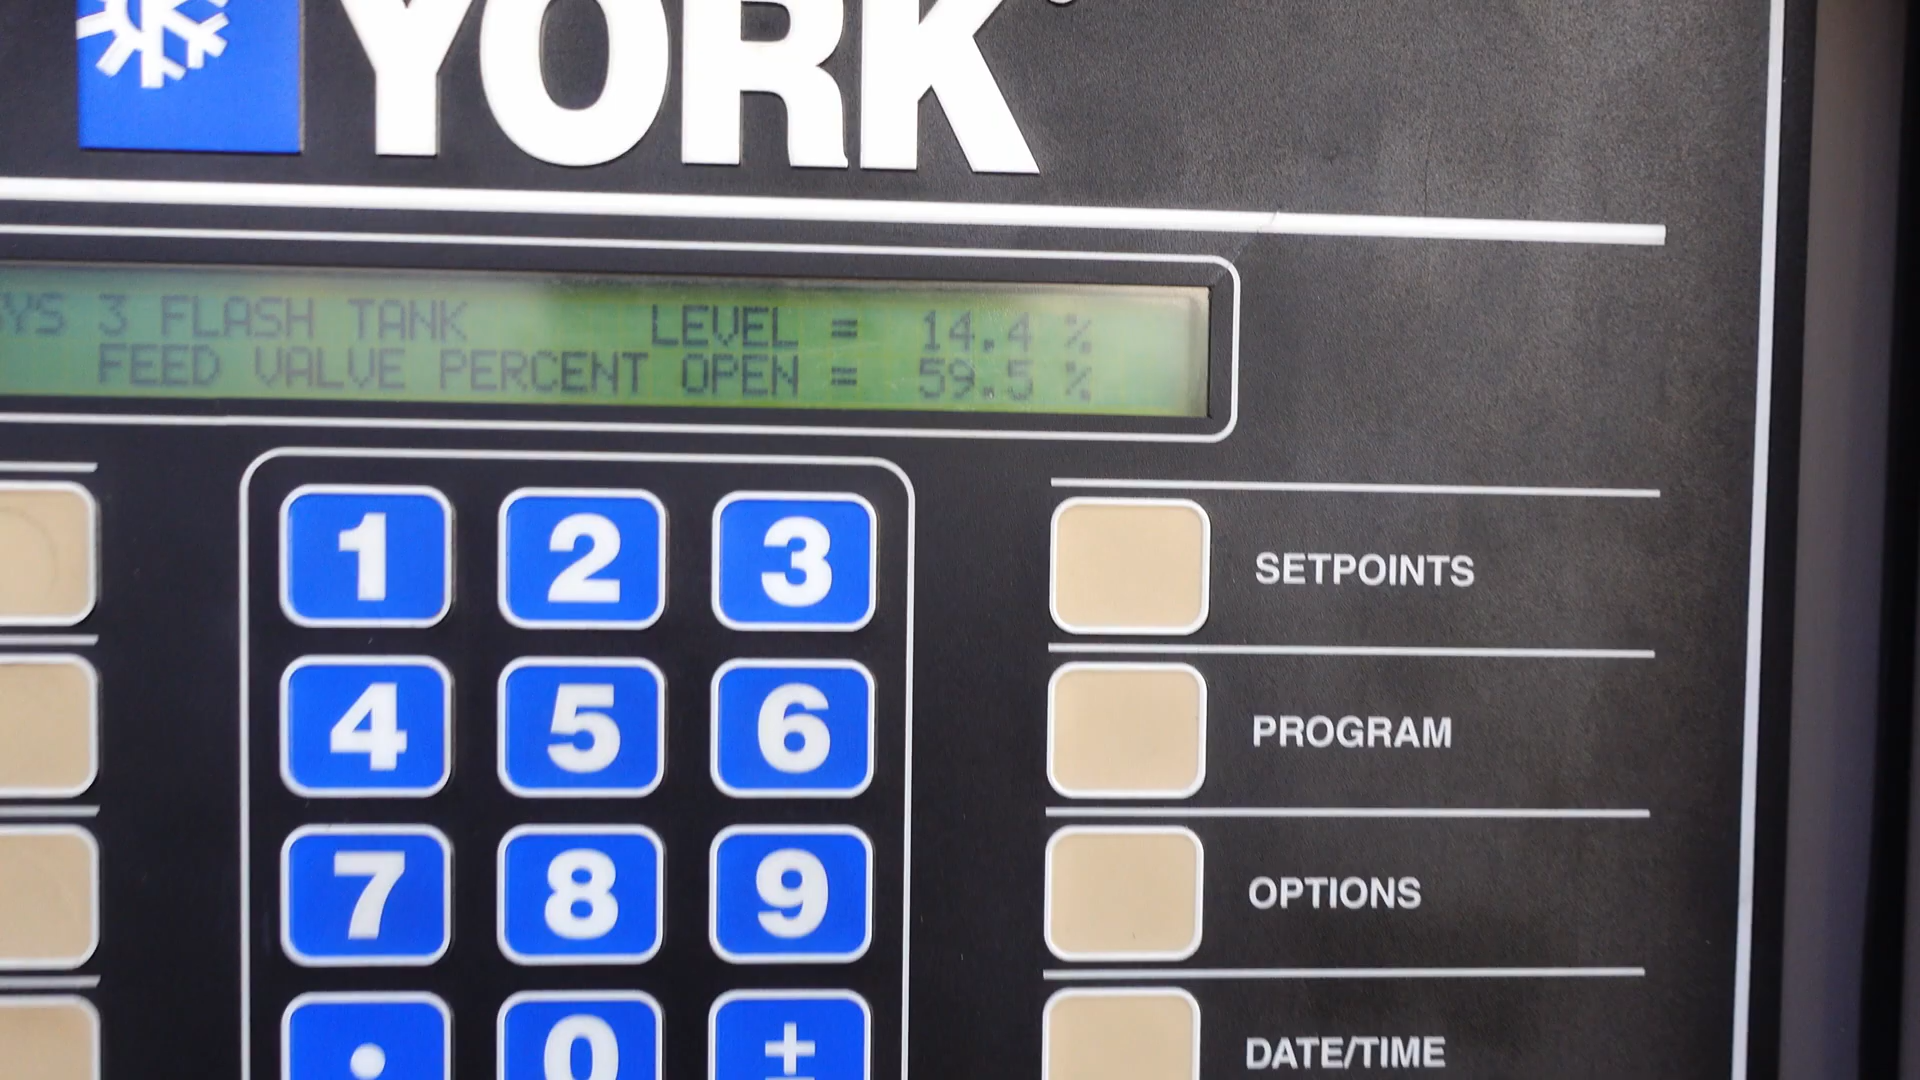 YORK
SYS 3 FLASH TANK LEVEL = 14.4 %
FEED VALVE PERCENT OPEN = 59.5 %
1 2 3
SETPOINTS
4 5 6
PROGRAM
7 8 9
OPTIONS
. 0 ±
DATE/TIME